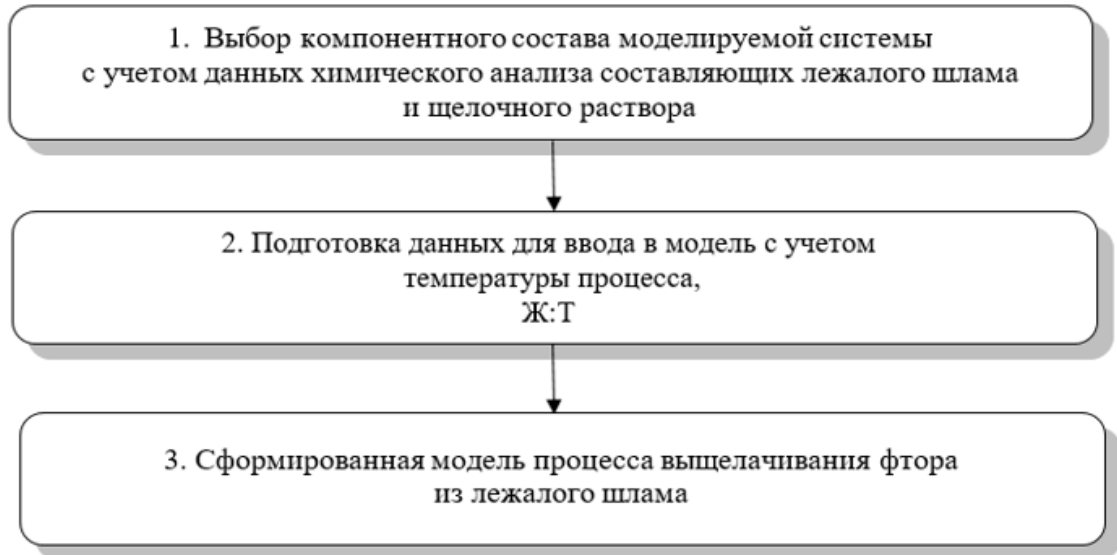 1. Выбор компонентного состава моделируемой системы
с учетом данных химического анализа составляющих лежалого шлама
и щелочного раствора
2. Подготовка данных для ввода в модель с учетом
температуры процесса,
Ж:Т
3. Сформированная модель процесса выщелачивания фтора
из лежалого шлама